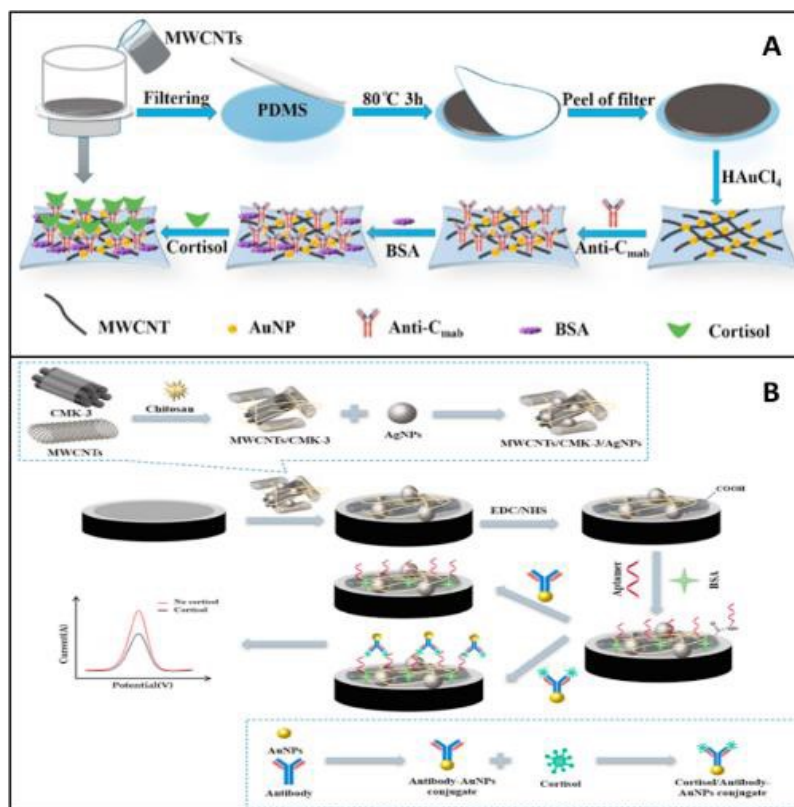 A
MWCNTs
Filtering
PDMS
80°C 3h
Peel of filter
HAuCl4
Cortisol
BSA
Anti-Cmab
MWCNT
AuNP
Anti-Cmab
BSA
Cortisol
B
CMK-3
MWCNTs
Chitosan
MWCNTs/CMK-3
AgNPs
MWCNTs/CMK-3/AgNPs
EDC/NHS
COOH
Aptamer
BSA
No cortisol
Cortisol
Current(A)
Potential(V)
AuNPs
Antibody
Antibody-AuNPs
conjugate
Cortisol
Cortisol/Antibody-
AuNPs conjugate